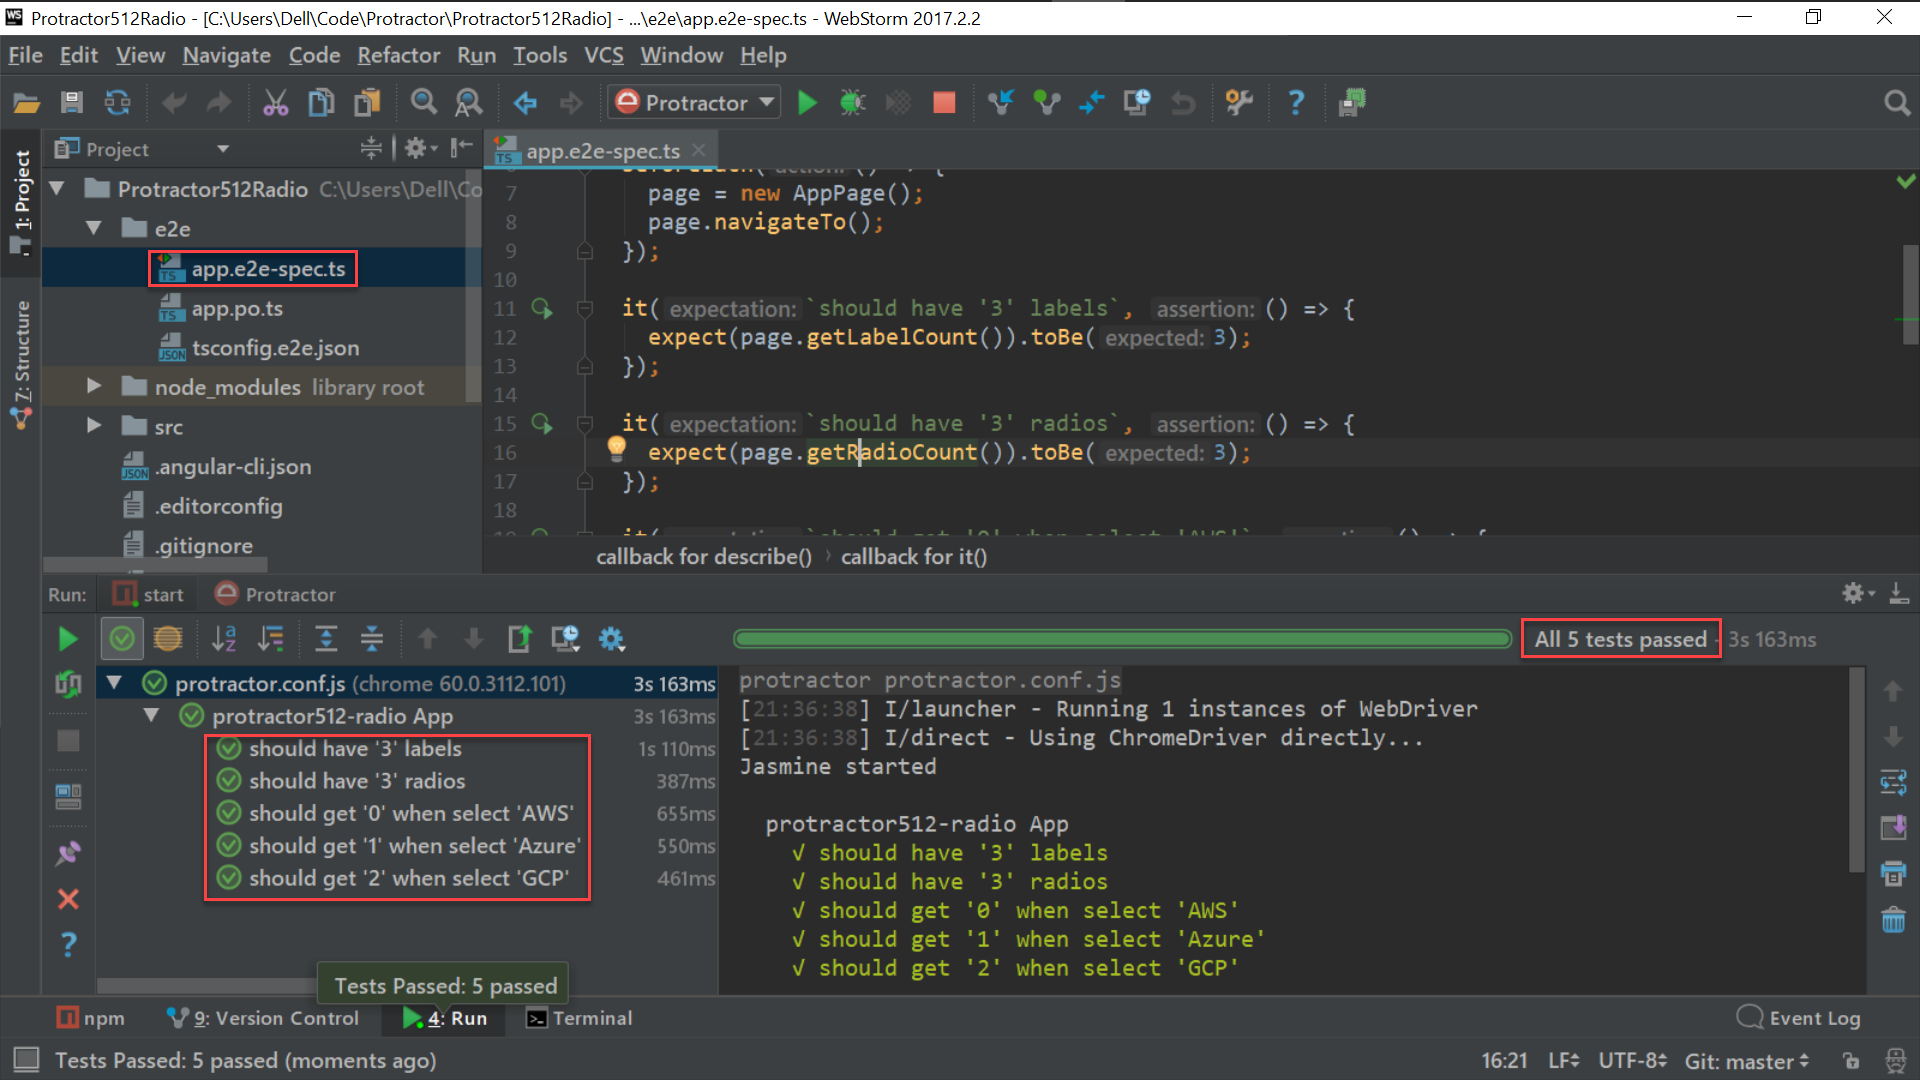 Protractor512Radio - [C:\Users\Dell\Code\Protractor\Protractor512Radio] - ...\e2e\app.e2e-spec.ts - WebStorm 2017.2.2
File Edit View Navigate Code Refactor Run Tools VCS Window Help
Protractor
1: Project
7: Structure
Project
Protractor512Radio C:\Users\Dell\Co
e2e
app.e2e-spec.ts
app.po.ts
tsconfig.e2e.json
node_modules library root
src
.angular-cli.json
.editorconfig
.gitignore
app.e2e-spec.ts
7 page = new AppPage();
8 page.navigateTo();
9 });
10
11 it( expectation: `should have '3' labels`, assertion: () => {
12 expect(page.getLabelCount()).toBe( expected: 3);
13 });
14
15 it( expectation: `should have '3' radios`, assertion: () => {
16 expect(page.getRadioCount()).toBe( expected: 3);
17 });
18
callback for describe() › callback for it()
Run: start Protractor
All 5 tests passed - 3s 163ms
protractor.conf.js (chrome 60.0.3112.101) 3s 163ms
protractor512-radio App 3s 163ms
should have '3' labels 1s 110ms
should have '3' radios 387ms
should get '0' when select 'AWS' 655ms
should get '1' when select 'Azure' 550ms
should get '2' when select 'GCP' 461ms
protractor protractor.conf.js
[21:36:38] I/launcher - Running 1 instances of WebDriver
[21:36:38] I/direct - Using ChromeDriver directly...
Jasmine started
protractor512-radio App
√ should have '3' labels
√ should have '3' radios
√ should get '0' when select 'AWS'
√ should get '1' when select 'Azure'
√ should get '2' when select 'GCP'
Tests Passed: 5 passed
npm 9: Version Control 4: Run Terminal Event Log
Tests Passed: 5 passed (moments ago) 16:21 LF UTF-8 Git: master